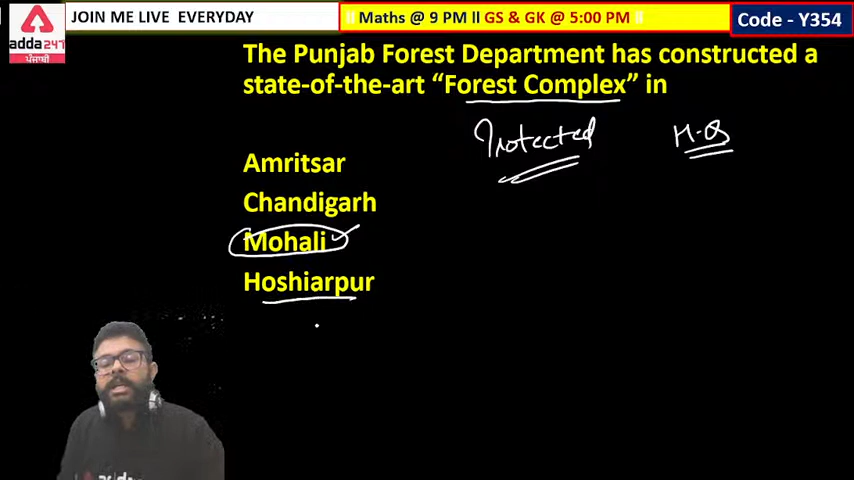 JOIN ME LIVE EVERYDAY
|| Maths @ 9 PM || GS & GK @ 5:00 PM
Code - Y354
adda247
ਪੰਜਾਬੀ
The Punjab Forest Department has constructed a
state-of-the-art “Forest Complex” in
Protected
H.Q
Amritsar
Chandigarh
Mohali
Hoshiarpur